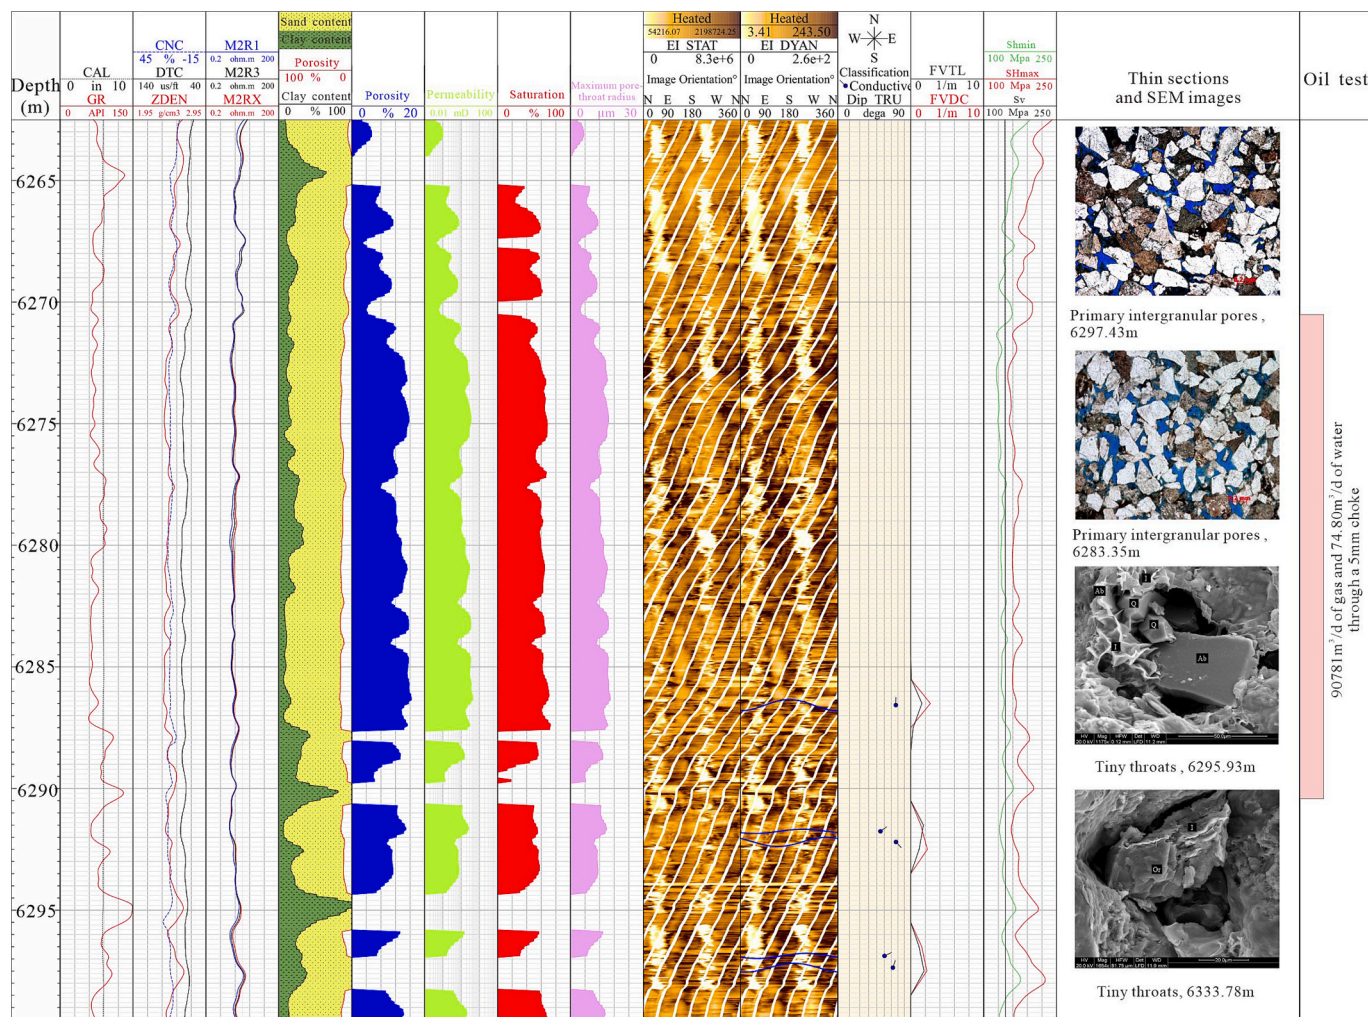 Depth
(m)
CAL
0 in 10
GR
0 API 150
CNC
45 % -15
DTC
140 us/ft 40
ZDEN
1.95 g/cm3 2.95
M2R1
0.2 ohm.m 200
M2R3
0.2 ohm.m 200
M2RX
0.2 ohm.m 200
Sand content
Clay content
Porosity
100 % 0
Clay content
0 % 100
Porosity
0 % 20
Permeability
0.01 mD 100
Saturation
0 % 100
Maximum pore-
throat radius
0 μm 30
Heated
54216.07 2198724.25
EI STAT
0 8.3e+6
Image Orientation°
N E S W N
0 90 180 360
Heated
3.41 243.50
EI DYAN
0 2.6e+2
Image Orientation°
N E S W N
0 90 180 360
N
W E
S
Classification
Conductive
Dip TRU
0 dega 90
FVTL
0 1/m 10
FVDC
0 1/m 10
Shmin
100 Mpa 250
SHmax
100 Mpa 250
Sv
100 Mpa 250
Thin sections
and SEM images
Oil test
6265
6270
6275
6280
6285
6290
6295
Primary intergranular pores ,
6297.43m
Primary intergranular pores ,
6283.35m
Ab
I
Q
Q
I
Ab
Tiny throats , 6295.93m
I
Or
Tiny throats, 6333.78m
90781m³/d of gas and 74.80m³/d of water
through a 5mm choke